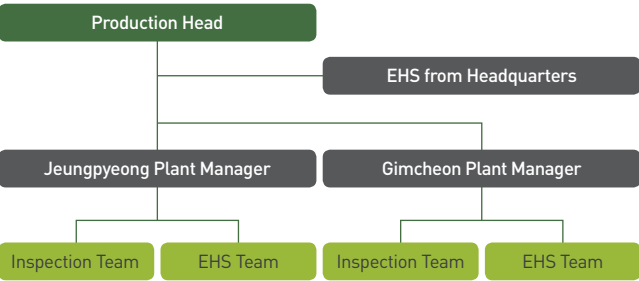 Production Head
EHS from Headquarters
Jeungpyeong Plant Manager
Gimcheon Plant Manager
Inspection Team
EHS Team
Inspection Team
EHS Team